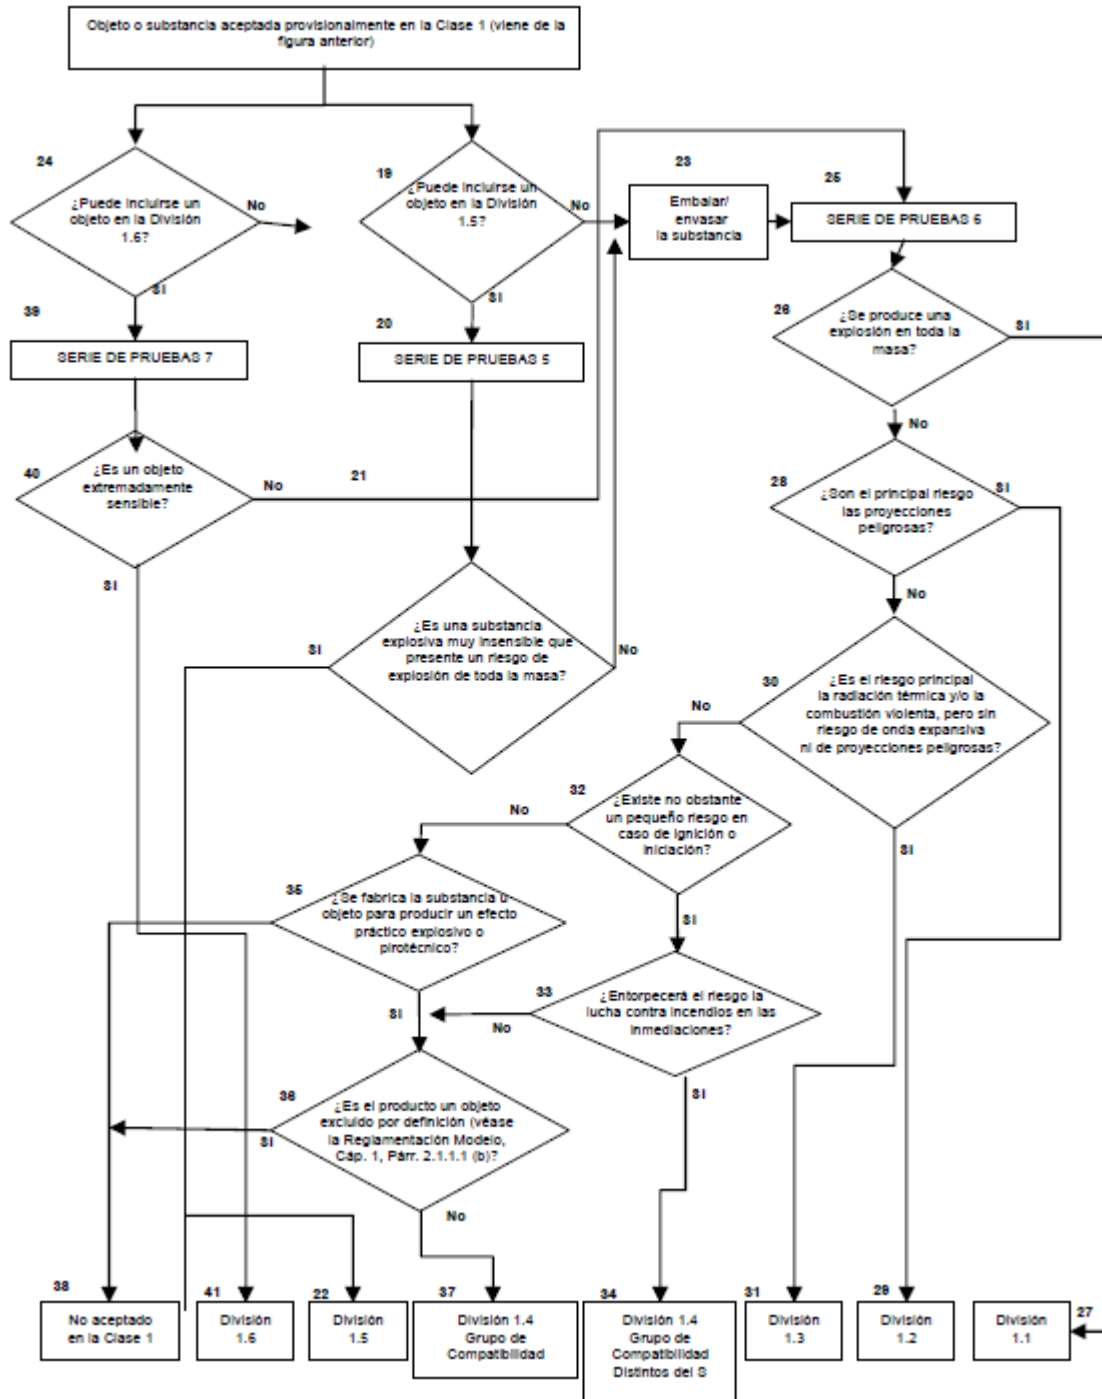 Objeto o substancia aceptada provisionalmente en la Clase 1 (viene de la
figura anterior)
24
¿Puede incluirse un
objeto en la División
1.6?
No
SI
19
¿Puede incluirse un
objeto en la División
1.5?
No
SI
23
Embalar/
envasar
la substancia
25
SERIE DE PRUEBAS 6
39
SERIE DE PRUEBAS 7
20
SERIE DE PRUEBAS 5
26
¿Se produce una
explosión en toda la
masa?
SI
No
40
¿Es un objeto
extremadamente
sensible?
No
21
SI
28
¿Son el principal riesgo
las proyecciones
peligrosas?
SI
No
SI
¿Es una substancia
explosiva muy insensible que
presente un riesgo de
explosión de toda la masa?
No
30
¿Es el riesgo principal
la radiación térmica y/o la
combustión violenta, pero sin
riesgo de onda expansiva
ni de proyecciones peligrosas?
No
SI
32
¿Existe no obstante
un pequeño riesgo en
caso de ignición o
iniciación?
No
SI
35
¿Se fabrica la substancia u
objeto para producir un efecto
práctico explosivo o
pirotécnico?
SI
33
¿Entorpecerá el riesgo la
lucha contra incendios en las
inmediaciones?
No
SI
36
¿Es el producto un objeto
excluido por definición (véase
la Reglamentación Modelo,
Cáp. 1, Párr. 2.1.1.1 (b)?
SI
No
38
No aceptado
en la Clase 1
41
División
1.6
22
División
1.5
37
División 1.4
Grupo de
Compatibilidad
34
División 1.4
Grupo de
Compatibilidad
Distintos del S
31
División
1.3
29
División
1.2
División
1.1
27